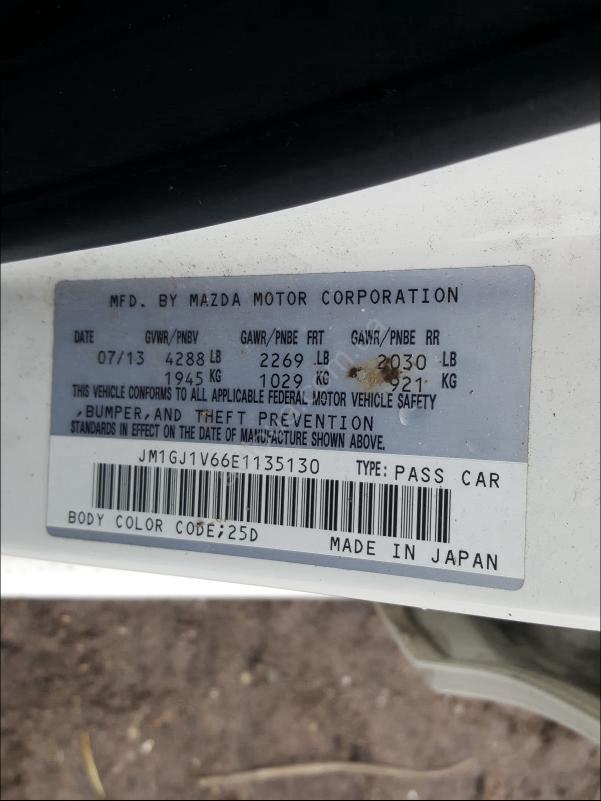 MFD. BY MAZDA MOTOR CORPORATION
DATE GVWR/PNBV GAWR/PNBE FRT GAWR/PNBE RR
07/13 4288 LB 2269 LB 2030 LB
1945 KG 1029 KG 921 KG
THIS VEHICLE CONFORMS TO ALL APPLICABLE FEDERAL MOTOR VEHICLE SAFETY
,BUMPER,AND THEFT PREVENTION
STANDARDS IN EFFECT ON THE DATE OF MANUFACTURE SHOWN ABOVE.
JM1GJ1V66E1135130 TYPE: PASS CAR
BODY COLOR CODE;25D
MADE IN JAPAN